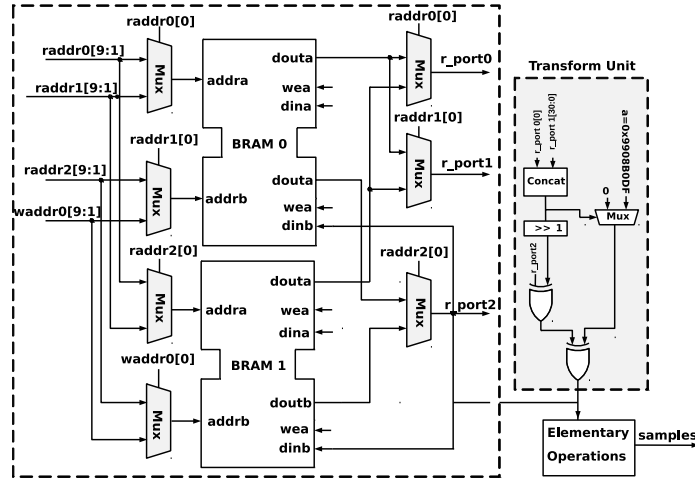 raddr0[0]
raddr0[0]
raddr0[9:1]
raddr1[9:1]
Mux
addra
douta
wea
dina
Mux
r_port0
Transform Unit
raddr1[0]
raddr1[0]
BRAM 0
Mux
r_port1
r_port 0[0]
r_port 1[30:0]
a=0x9908B0DF
Concat
0
Mux
raddr2[9:1]
waddr0[9:1]
Mux
addrb
douta
wea
dinb
>> 1
r_port2
raddr2[0]
raddr2[0]
Mux
addra
douta
wea
dina
Mux
r_port2
waddr0[0]
BRAM 1
Mux
addrb
doutb
wea
dinb
Elementary
Operations
samples